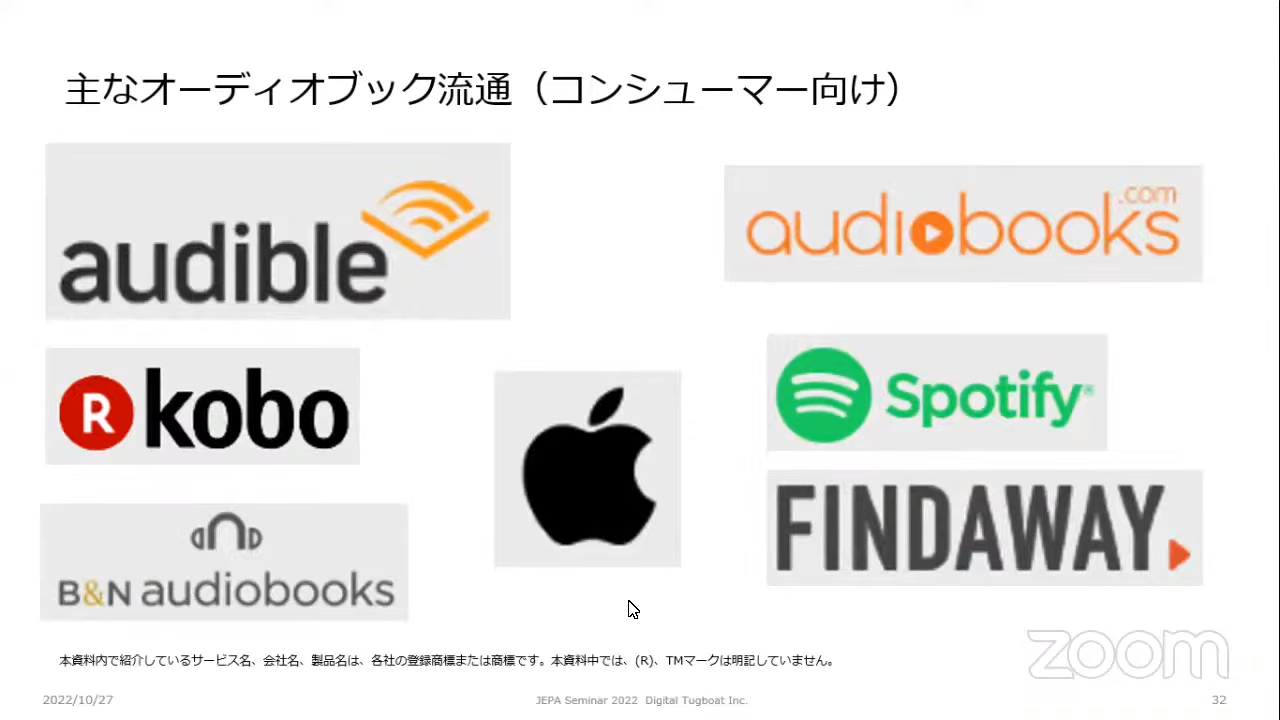 主なオーディオブック流通（コンシューマー向け）
audible
audiobooks.com
R kobo
Spotify®
B&N audiobooks
FINDAWAY
本資料内で紹介しているサービス名、会社名、製品名は、各社の登録商標または商標です。本資料中では、(R)、TMマークは明記していません。
zoom
2022/10/27
JEPA Seminar 2022 Digital Tugboat Inc.
32